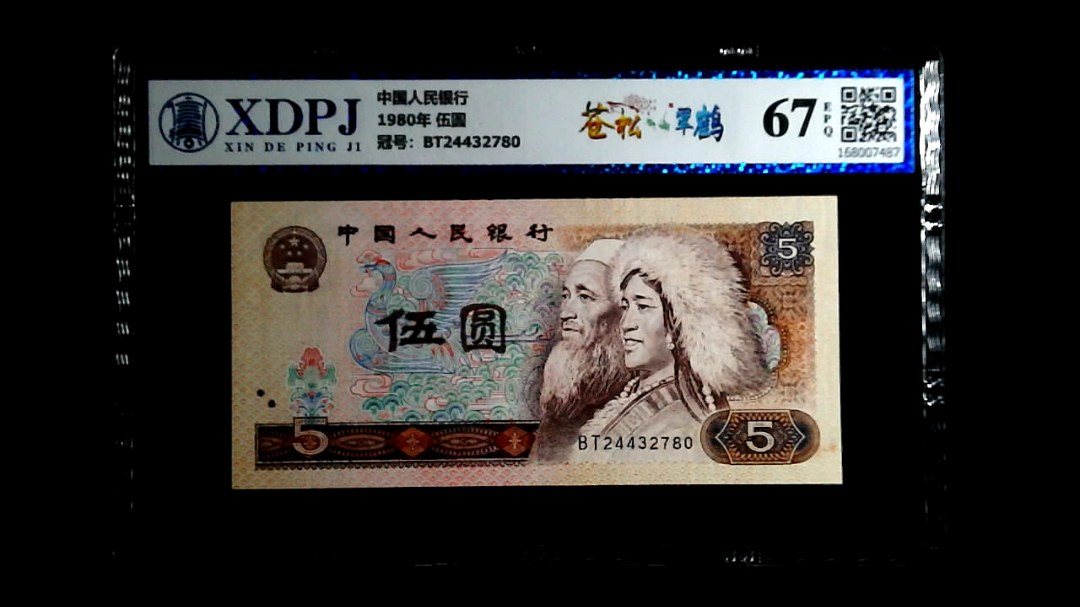 XDPJ
XIN DE PING JI
中国人民银行
1980年 伍圆
冠号：BT24432780
苍松翠鹤
67
EPQ
168007487
中国人民银行
5
伍圆
5
BT24432780
5